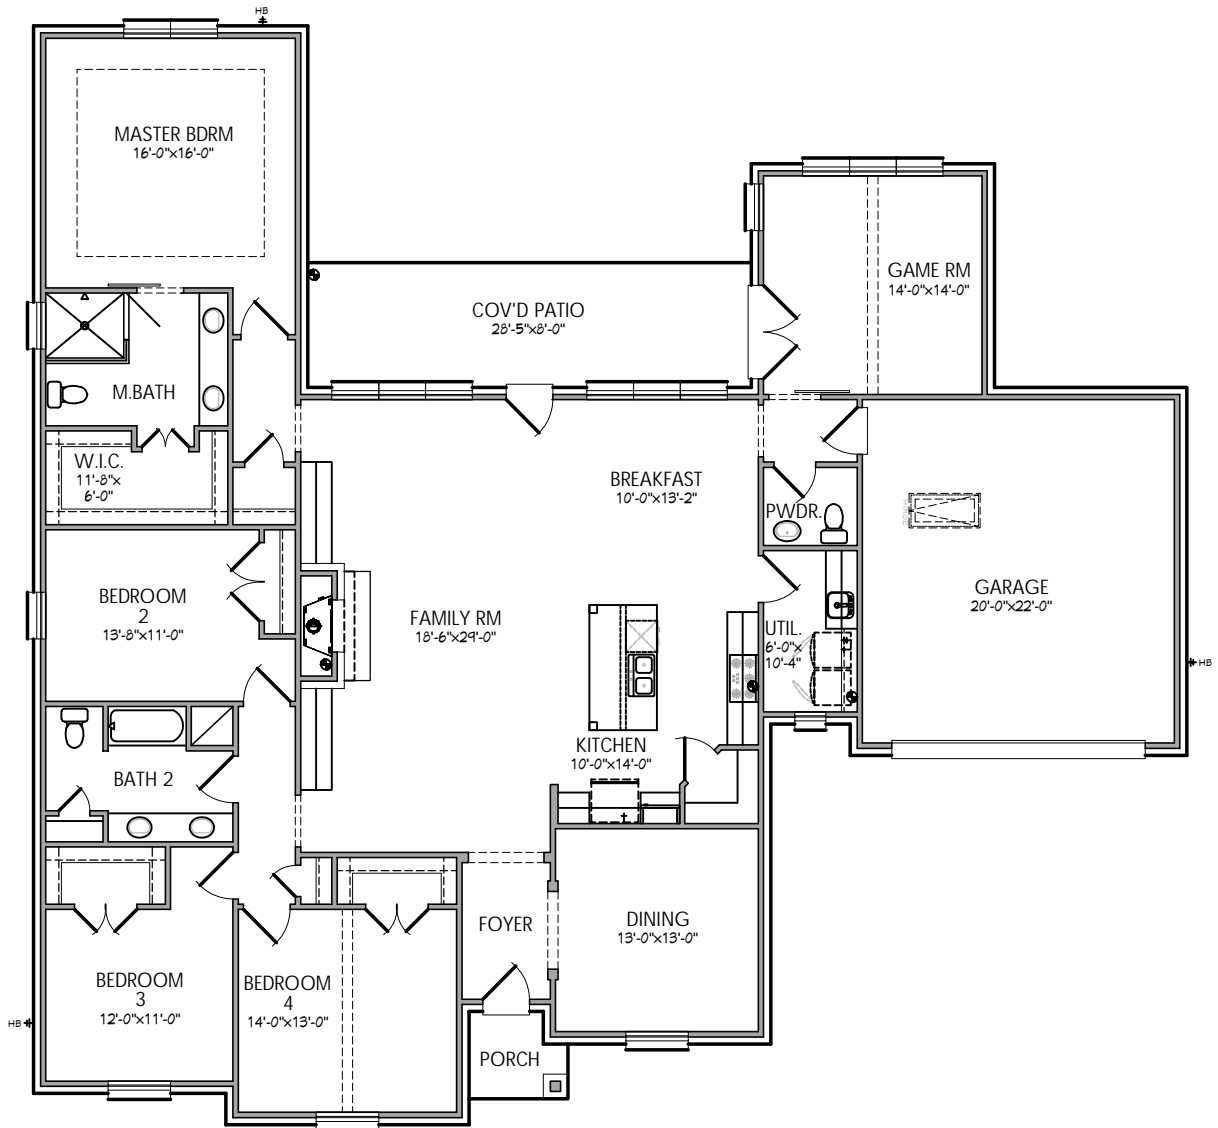 HB
MASTER BDRM
16'-0"x16'-0"
GAME RM
14'-0"x14'-0"
COV'D PATIO
28'-5"x8'-0"
M.BATH
W.I.C.
11'-8"x
6'-0"
BREAKFAST
10'-0"x13'-2"
PWDR.
BEDROOM
2
13'-8"x11'-0"
FAMILY RM
18'-6"x29'-0"
GARAGE
20'-0"x22'-0"
UTIL.
6'-0"x
10'-4"
HB
KITCHEN
10'-0"x14'-0"
BATH 2
FOYER
DINING
13'-0"x13'-0"
BEDROOM
3
12'-0"x11'-0"
BEDROOM
4
14'-0"x13'-0"
HB
PORCH